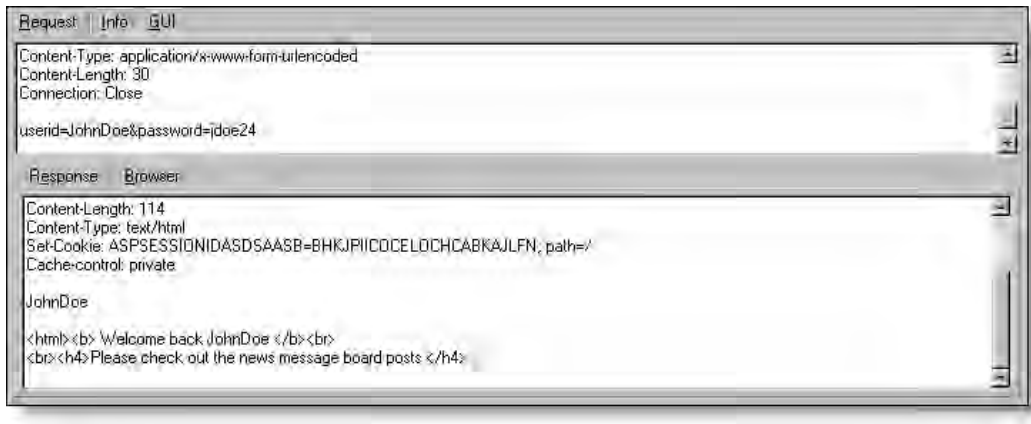 Request Info GUI
Content-Type: application/x-www-form-urlencoded
Content-Length: 30
Connection: Close
userid=JohnDoe&password=jdoe24
Response Browser
Content-Length: 114
Content-Type: text/html
Set-Cookie: ASPSESSIONIDASDSAASB=BHKJPIICOCELOCHCABKAJLFN; path=/
Cache-control: private
JohnDoe
<html><b> Welcome back JohnDoe </b><br>
<br><h4>Please check out the news message board posts </h4>